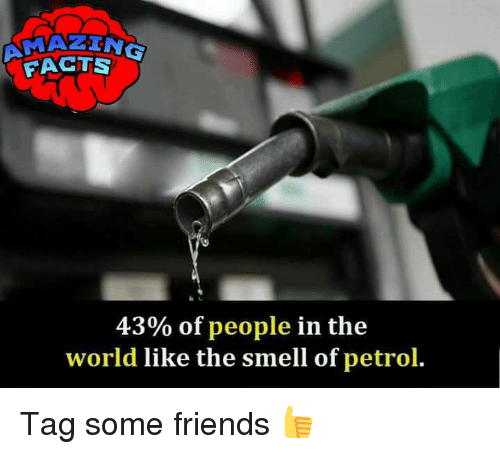 AMAZING
FACTS
43% of people in the
world like the smell of petrol.
Tag some friends 👍